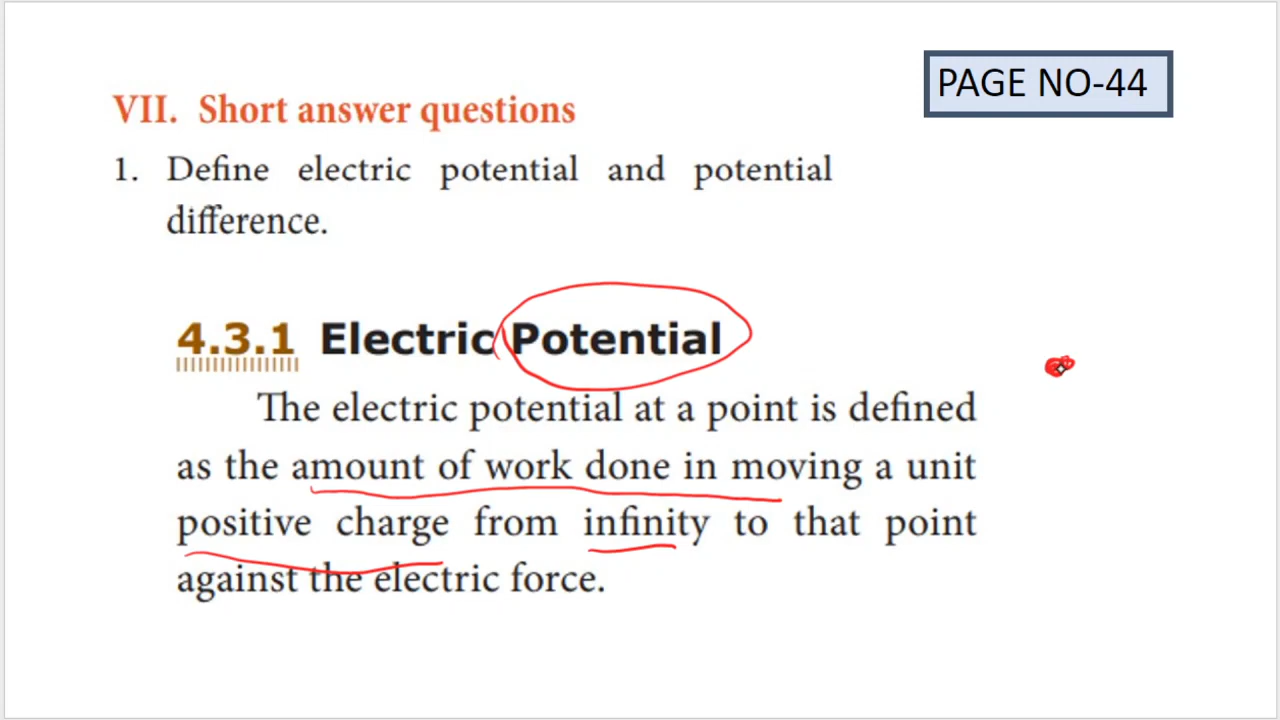 PAGE NO-44
VII. Short answer questions
1. Define electric potential and potential
difference.
4.3.1 Electric Potential
The electric potential at a point is defined
as the amount of work done in moving a unit
positive charge from infinity to that point
against the electric force.